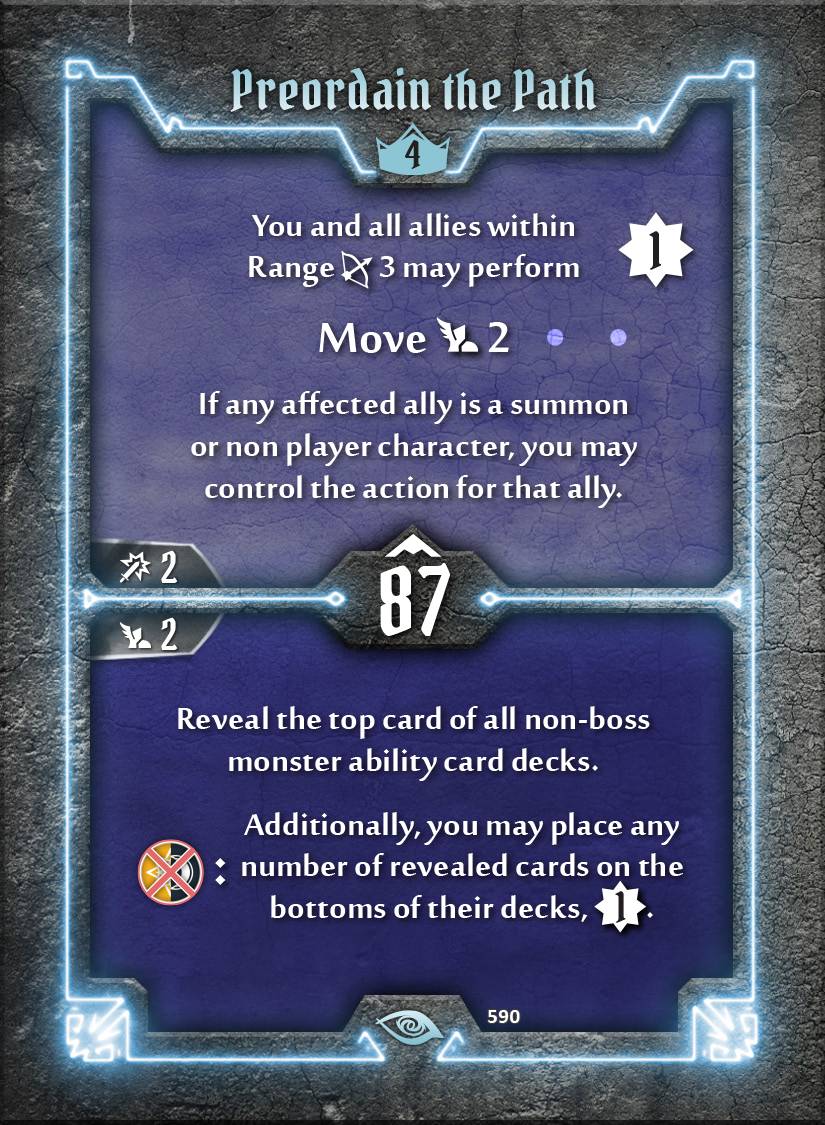 Preordain the Path
4
You and all allies within
Range 3 may perform
1
Move 2
If any affected ally is a summon
or non player character, you may
control the action for that ally.
2
87
2
Reveal the top card of all non-boss
monster ability card decks.
Additionally, you may place any
: number of revealed cards on the
bottoms of their decks, 1.
590